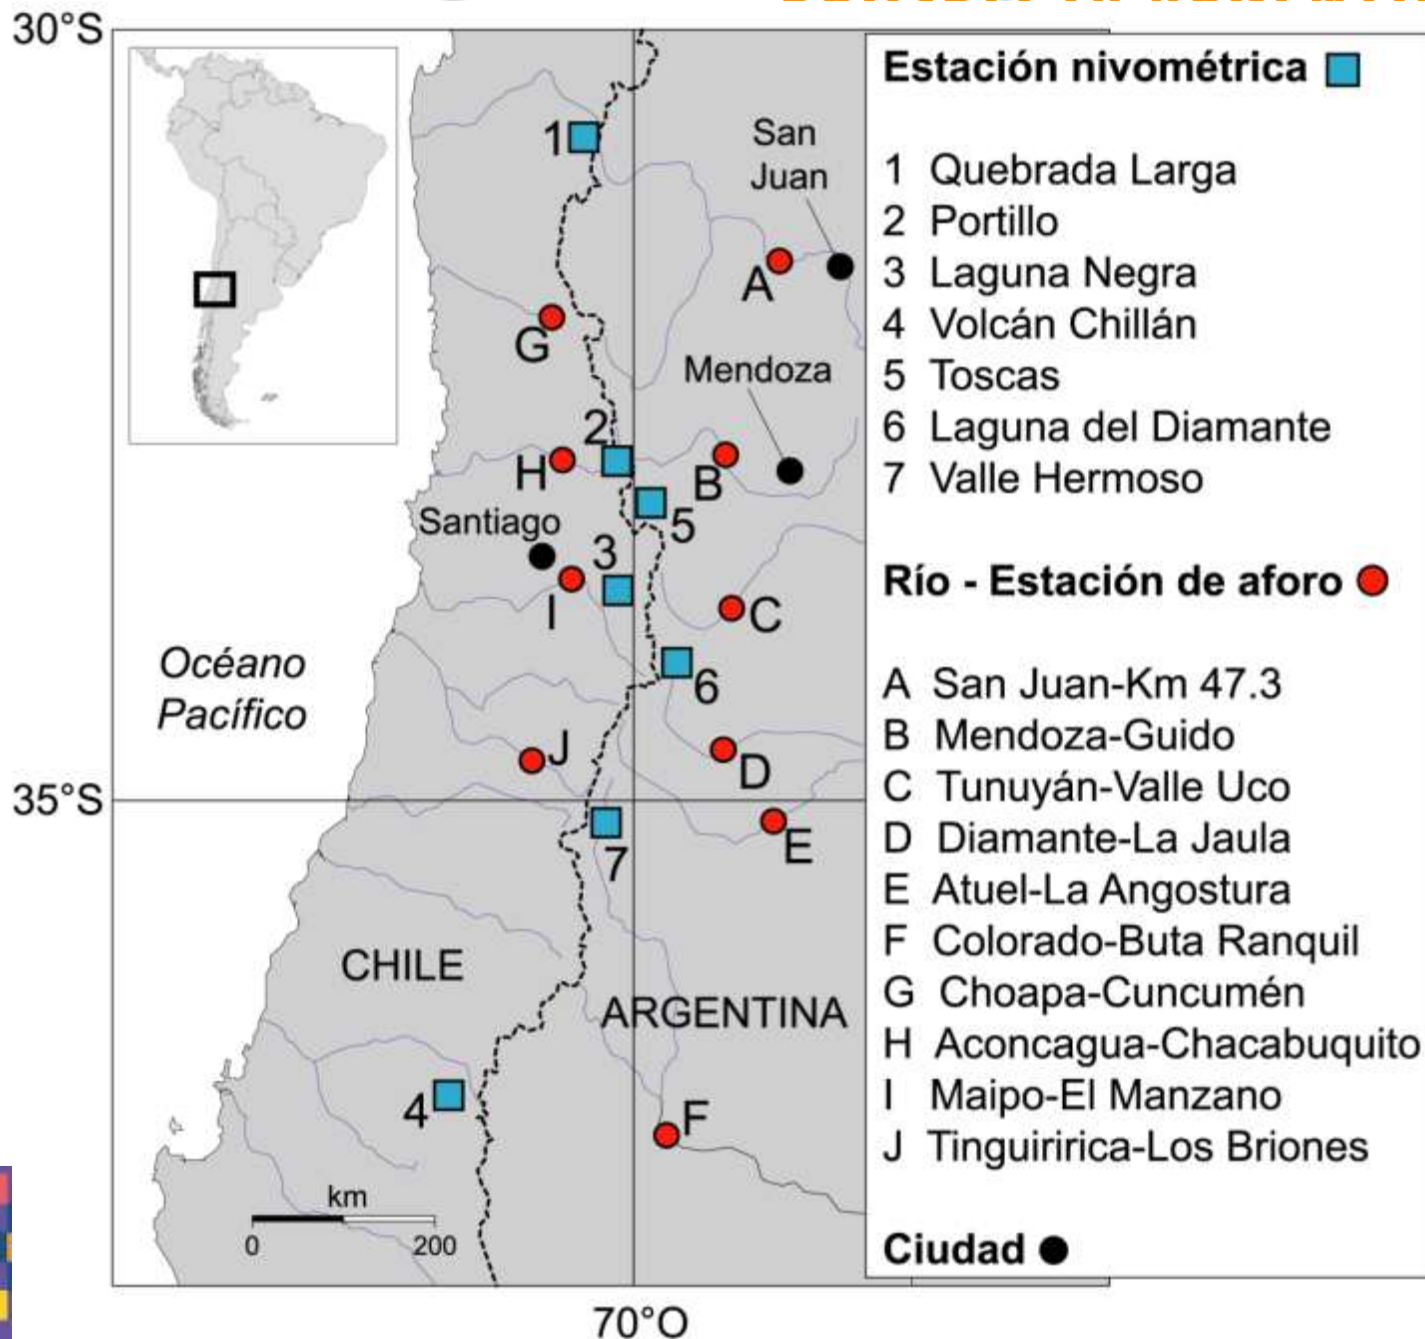 30°S
35°S
70°O
1
San
Juan
A
G
Mendoza
2
H
B
5
Santiago
3
I
C
Océano
Pacífico
6
J
D
E
7
CHILE
ARGENTINA
4
F
km
0 200
Estación nivométrica
1 Quebrada Larga
2 Portillo
3 Laguna Negra
4 Volcán Chillán
5 Toscas
6 Laguna del Diamante
7 Valle Hermoso
Río - Estación de aforo
A San Juan-Km 47.3
B Mendoza-Guido
C Tunuyán-Valle Uco
D Diamante-La Jaula
E Atuel-La Angostura
F Colorado-Buta Ranquil
G Choapa-Cuncumén
H Aconcagua-Chacabuquito
I Maipo-El Manzano
J Tinguiririca-Los Briones
Ciudad